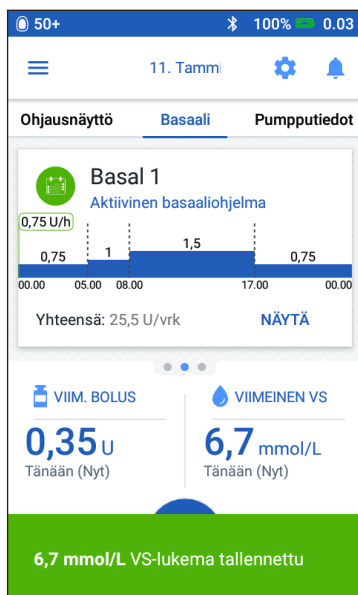 50+ 100% 0.03
11. Tammi
Ohjausnäyttö Basaali Pumpputiedot
Basal 1
Aktiivinen basaaliohjelma
0,75 U/h
0,75 1 1,5 0,75
00.00 05.00 08.00 17.00 00.00
Yhteensä: 25,5 U/vrk NÄYTÄ
VIIM. BOLUS VIIMEINEN VS
0,35 U 6,7 mmol/L
Tänään (Nyt) Tänään (Nyt)
6,7 mmol/L VS-lukema tallennettu